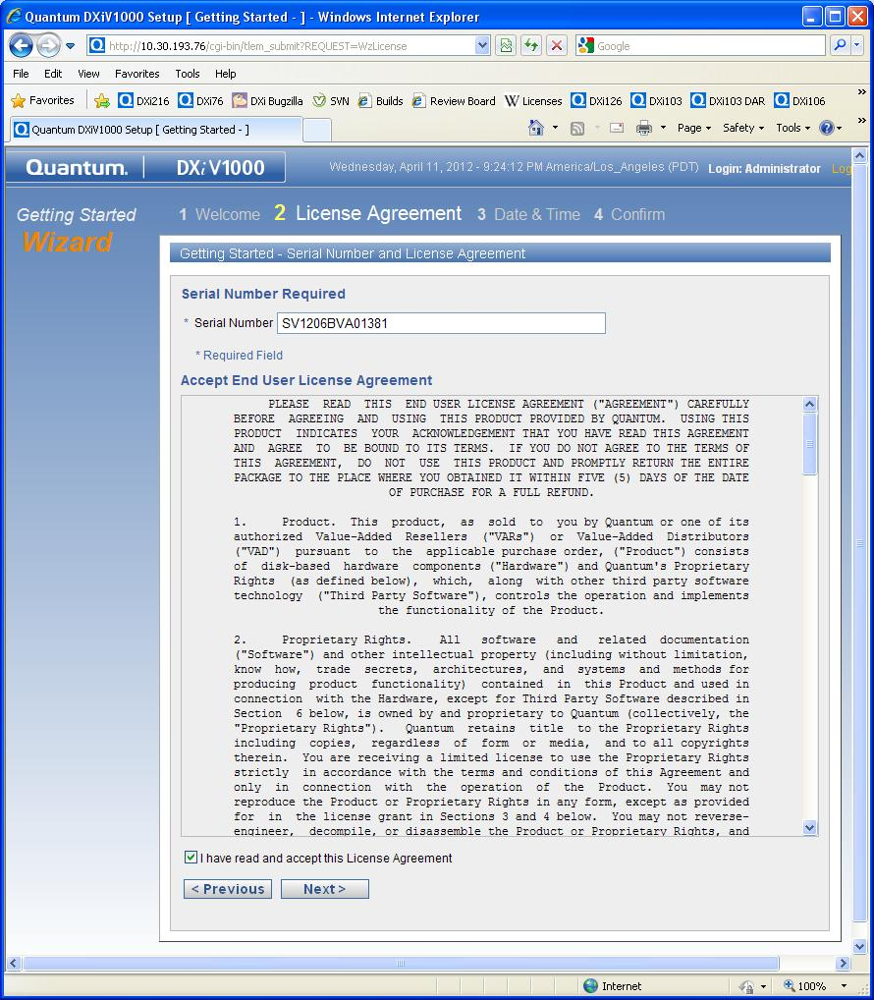 Quantum DXiV1000 Setup [ Getting Started - ] - Windows Internet Explorer
http://10.30.193.76/cgi-bin/tlem_submit?REQUEST=WzLicense
Google
File Edit View Favorites Tools Help
Favorites DXi216 DXi76 DXi Bugzilla SVN Builds Review Board Licenses DXi126 DXi103 DXi103 DAR DXi106 »
Quantum DXiV1000 Setup [ Getting Started - ]
Page Safety Tools »
Quantum. DXi V1000
Wednesday, April 11, 2012 - 9:24:12 PM America/Los_Angeles (PDT) Login: Administrator Log
Getting Started
Wizard
1 Welcome 2 License Agreement 3 Date & Time 4 Confirm
Getting Started - Serial Number and License Agreement
Serial Number Required
* Serial Number SV1206BVA01381
* Required Field
Accept End User License Agreement
PLEASE READ THIS END USER LICENSE AGREEMENT ("AGREEMENT") CAREFULLY
BEFORE AGREEING AND USING THIS PRODUCT PROVIDED BY QUANTUM. USING THIS
PRODUCT INDICATES YOUR ACKNOWLEDGEMENT THAT YOU HAVE READ THIS AGREEMENT
AND AGREE TO BE BOUND TO ITS TERMS. IF YOU DO NOT AGREE TO THE TERMS OF
THIS AGREEMENT, DO NOT USE THIS PRODUCT AND PROMPTLY RETURN THE ENTIRE
PACKAGE TO THE PLACE WHERE YOU OBTAINED IT WITHIN FIVE (5) DAYS OF THE DATE
OF PURCHASE FOR A FULL REFUND.
1. Product. This product, as sold to you by Quantum or one of its
authorized Value-Added Resellers ("VARs") or Value-Added Distributors
("VAD") pursuant to the applicable purchase order, ("Product") consists
of disk-based hardware components ("Hardware") and Quantum's Proprietary
Rights (as defined below), which, along with other third party software
technology ("Third Party Software"), controls the operation and implements
the functionality of the Product.
2. Proprietary Rights. All software and related documentation
("Software") and other intellectual property (including without limitation,
know how, trade secrets, architectures, and systems and methods for
producing product functionality) contained in this Product and used in
connection with the Hardware, except for Third Party Software described in
Section 6 below, is owned by and proprietary to Quantum (collectively, the
"Proprietary Rights"). Quantum retains title to the Proprietary Rights
including copies, regardless of form or media, and to all copyrights
therein. You are receiving a limited license to use the Proprietary Rights
strictly in accordance with the terms and conditions of this Agreement and
only in connection with the operation of the Product. You may not
reproduce the Product or Proprietary Rights in any form, except as provided
for in the license grant in Sections 3 and 4 below. You may not reverse-
engineer, decompile, or disassemble the Product or Proprietary Rights, and
I have read and accept this License Agreement
< Previous Next >
Internet 100%